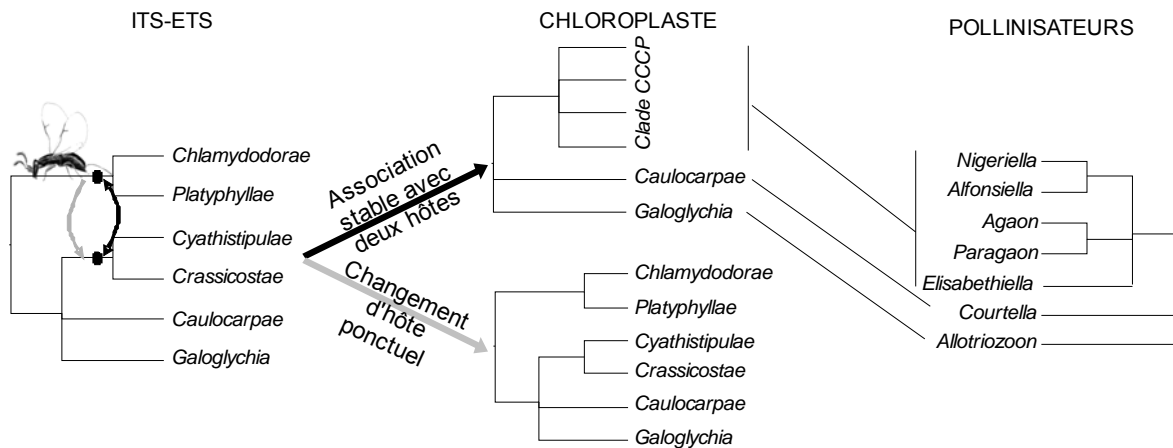 ITS-ETS
Chlamydodorae
Platyphyllae
Cyathistipulae
Crassicostae
Caulocarpae
Galoglychia
Association
stable avec
deux hôtes
Changement
d'hôte
ponctuel
CHLOROPLASTE
Clade CCCP
Caulocarpae
Galoglychia
Chlamydodorae
Platyphyllae
Cyathistipulae
Crassicostae
Caulocarpae
Galoglychia
POLLINISATEURS
Nigeriella
Alfonsiella
Agaon
Paragaon
Elisabethiella
Courtella
Allotriozoon